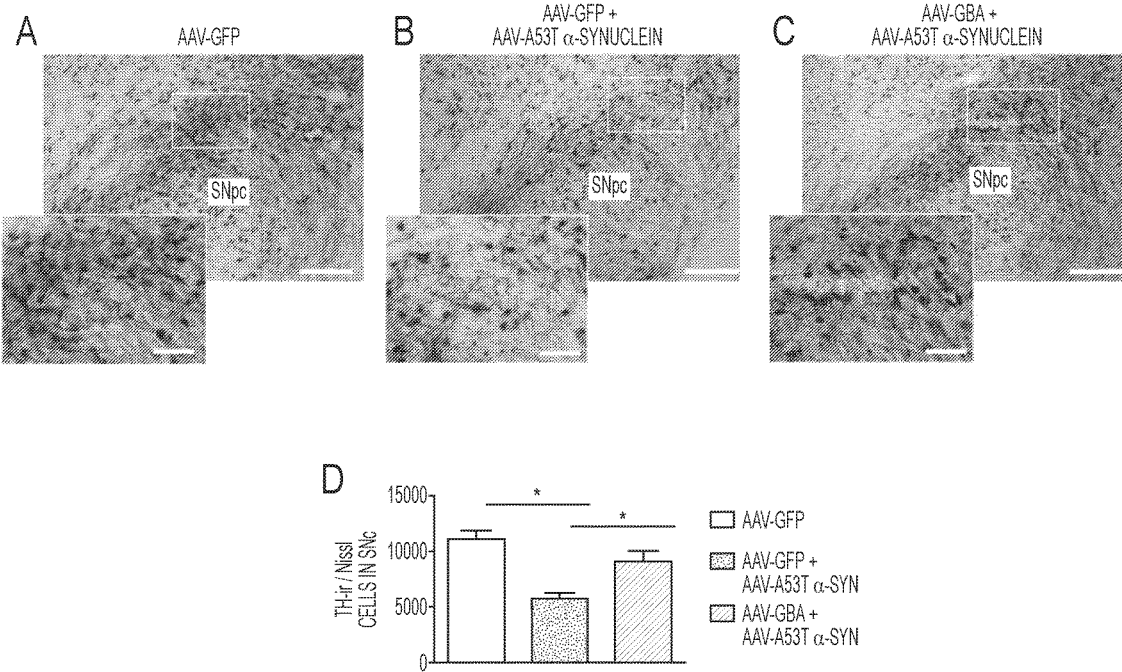 A
AAV-GFP
B
AAV-GFP +
AAV-A53T α-SYNUCLEIN
C
AAV-GBA +
AAV-A53T α-SYNUCLEIN
SNpc
SNpc
SNpc
D
TH-ir / Nissl
CELLS IN SNc
15000
10000
5000
0
*
*
AAV-GFP
AAV-GFP +
AAV-A53T α-SYN
AAV-GBA +
AAV-A53T α-SYN